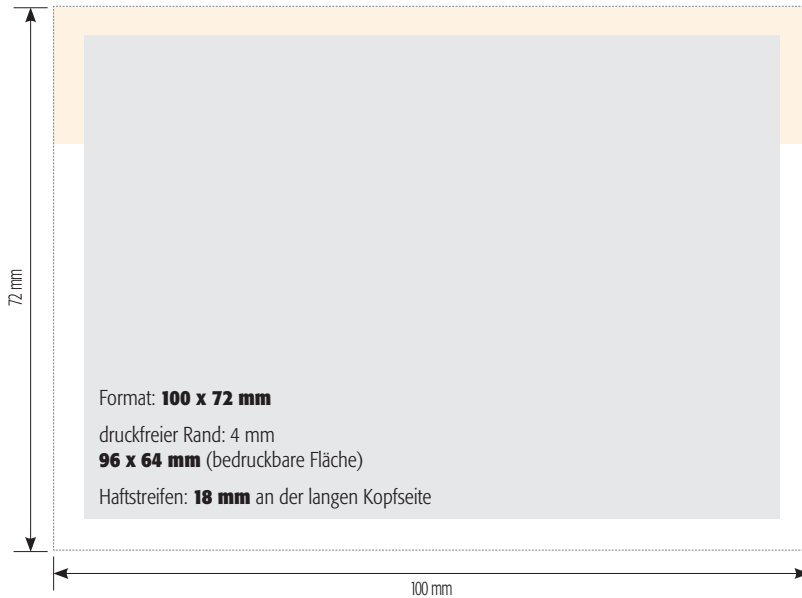 72 mm
Format: 100 x 72 mm
druckfreier Rand: 4 mm
96 x 64 mm (bedruckbare Fläche)
Haftstreifen: 18 mm an der langen Kopfseite
100 mm